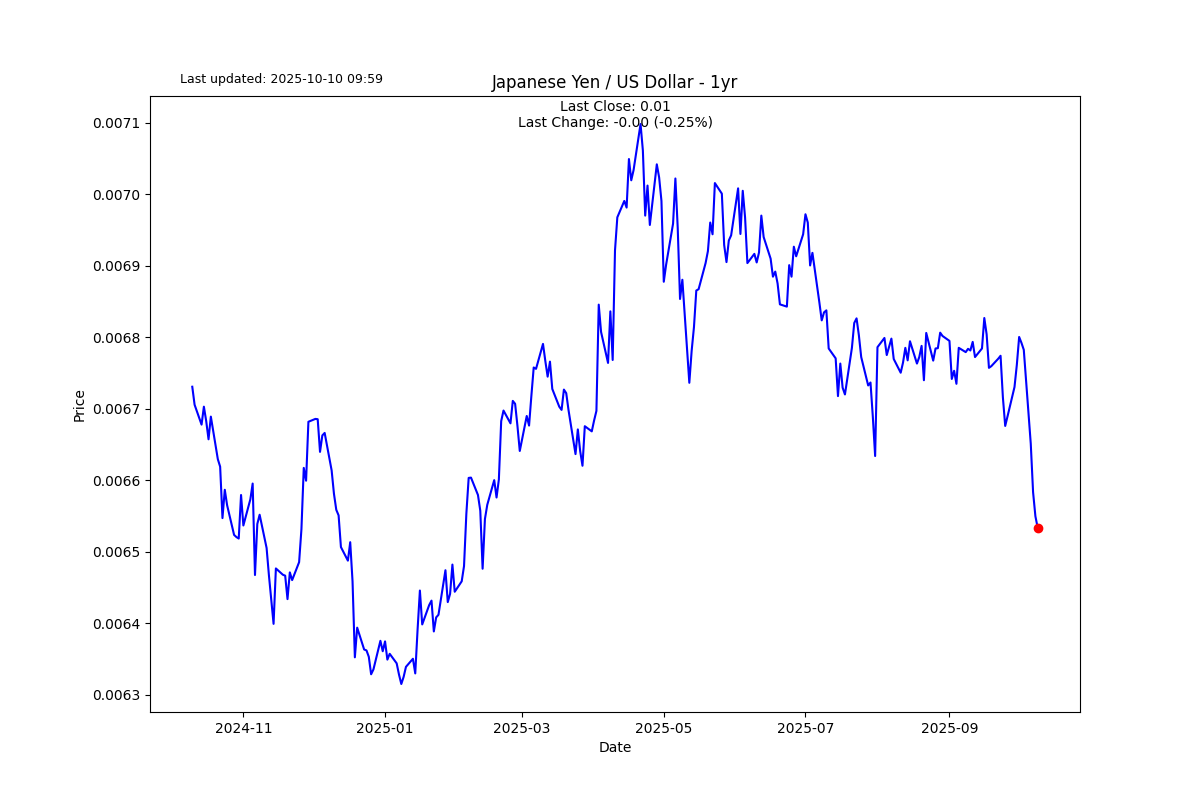 Last updated: 2025-10-10 09:59
Japanese Yen / US Dollar - 1yr
Last Close: 0.01
Last Change: -0.00 (-0.25%)
0.0071
0.0070
0.0069
0.0068
0.0067
0.0066
0.0065
0.0064
0.0063
Price
2024-11
2025-01
2025-03
2025-05
2025-07
2025-09
Date